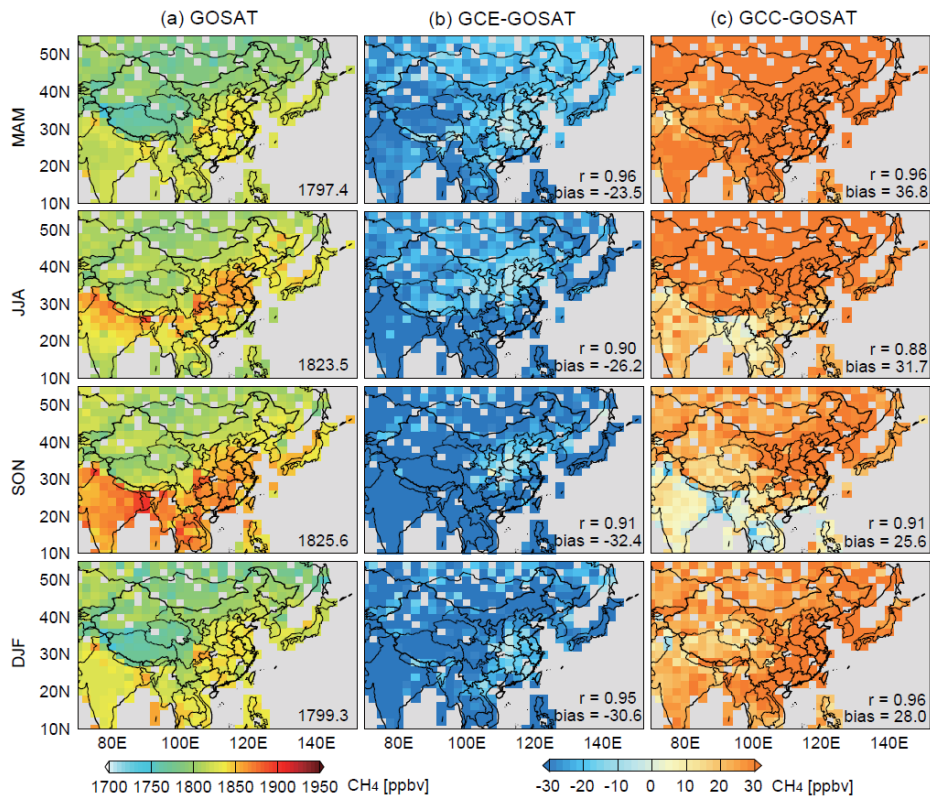 (a) GOSAT (b) GCE-GOSAT (c) GCC-GOSAT
MAM
50N
40N
30N
20N
10N
1797.4
r = 0.96
bias = -23.5
r = 0.96
bias = 36.8
JJA
50N
40N
30N
20N
10N
1823.5
r = 0.90
bias = -26.2
r = 0.88
bias = 31.7
SON
50N
40N
30N
20N
10N
1825.6
r = 0.91
bias = -32.4
r = 0.91
bias = 25.6
DJF
50N
40N
30N
20N
10N
1799.3
r = 0.95
bias = -30.6
r = 0.96
bias = 28.0
80E 100E 120E 140E 80E 100E 120E 140E 80E 100E 120E 140E
1700 1750 1800 1850 1900 1950 CH4 [ppbv]
-30 -20 -10 0 10 20 30 CH4 [ppbv]